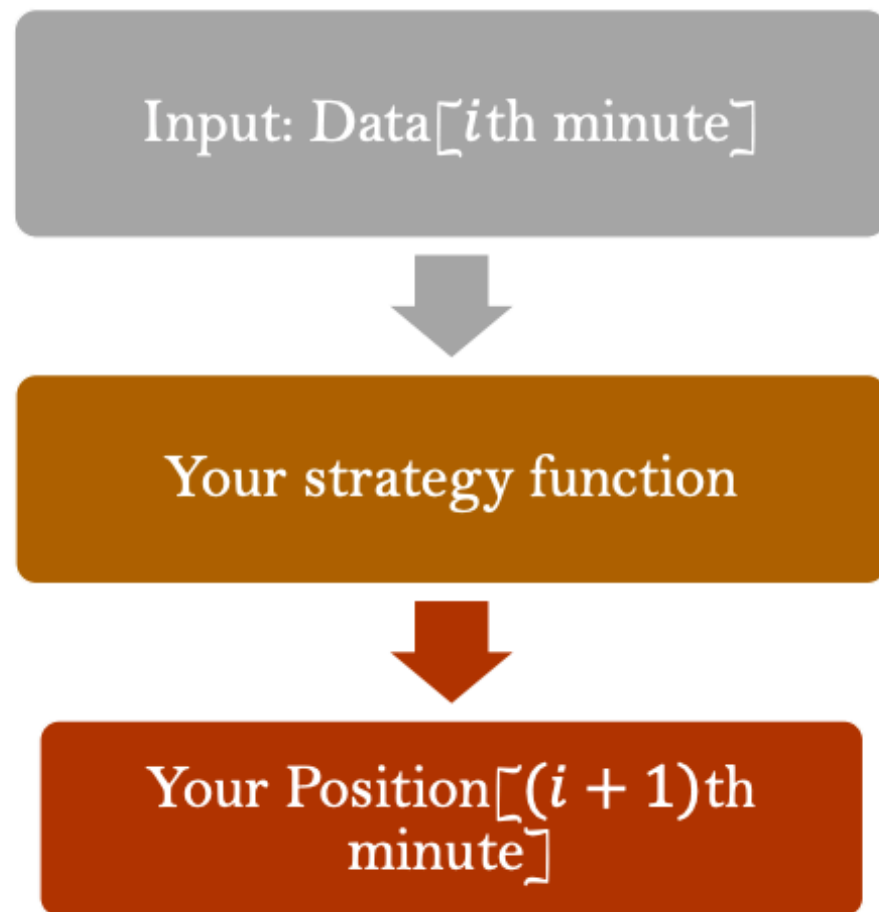 Input: Data[𝑖th minute]
Your strategy function
Your Position[(𝑖 + 1)th
minute]